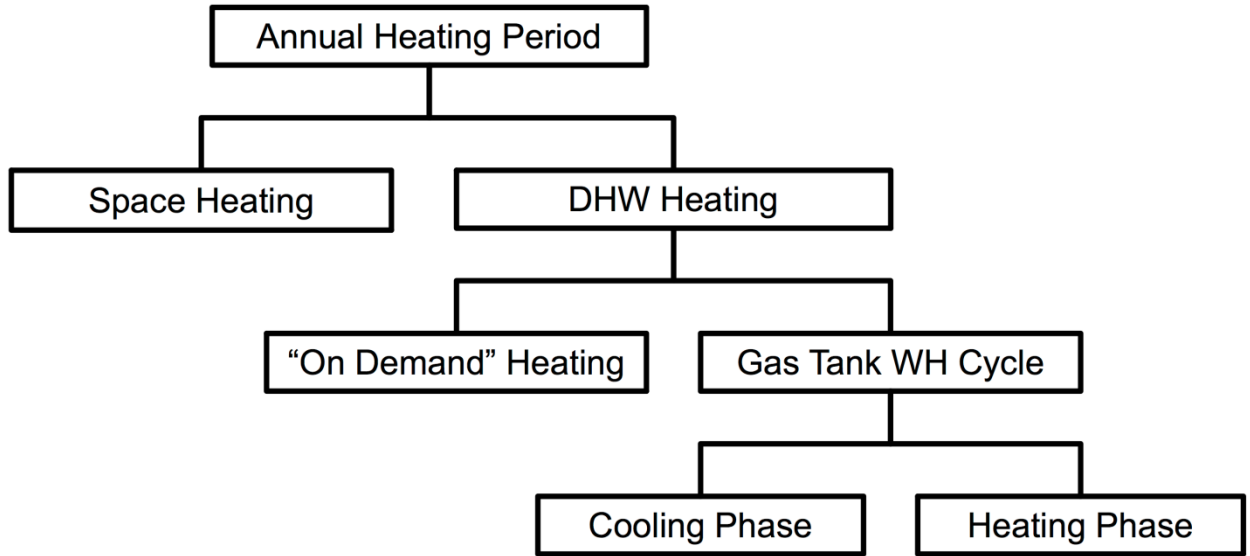 Annual Heating Period
Space Heating
DHW Heating
“On Demand” Heating
Gas Tank WH Cycle
Cooling Phase
Heating Phase